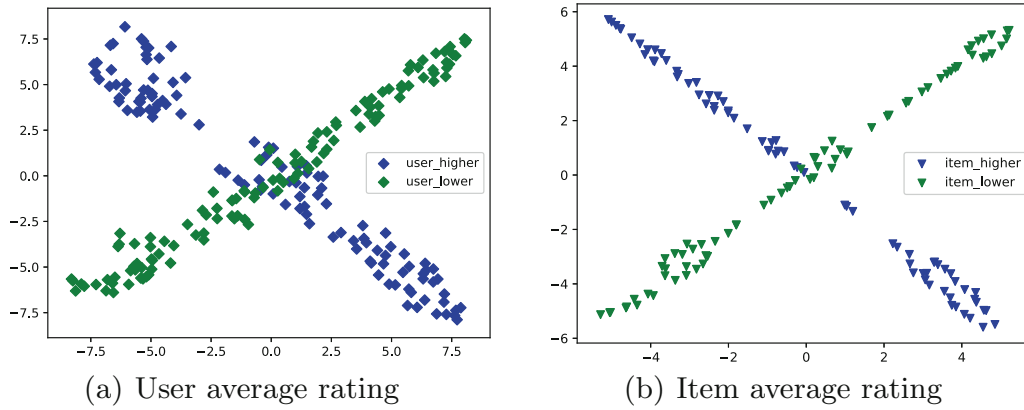 7.5
5.0
2.5
0.0
−2.5
−5.0
−7.5
user_higher
user_lower
−7.5 −5.0 −2.5 0.0 2.5 5.0 7.5
(a) User average rating
6
4
2
0
−2
−4
−6
item_higher
item_lower
−4 −2 0 2 4
(b) Item average rating